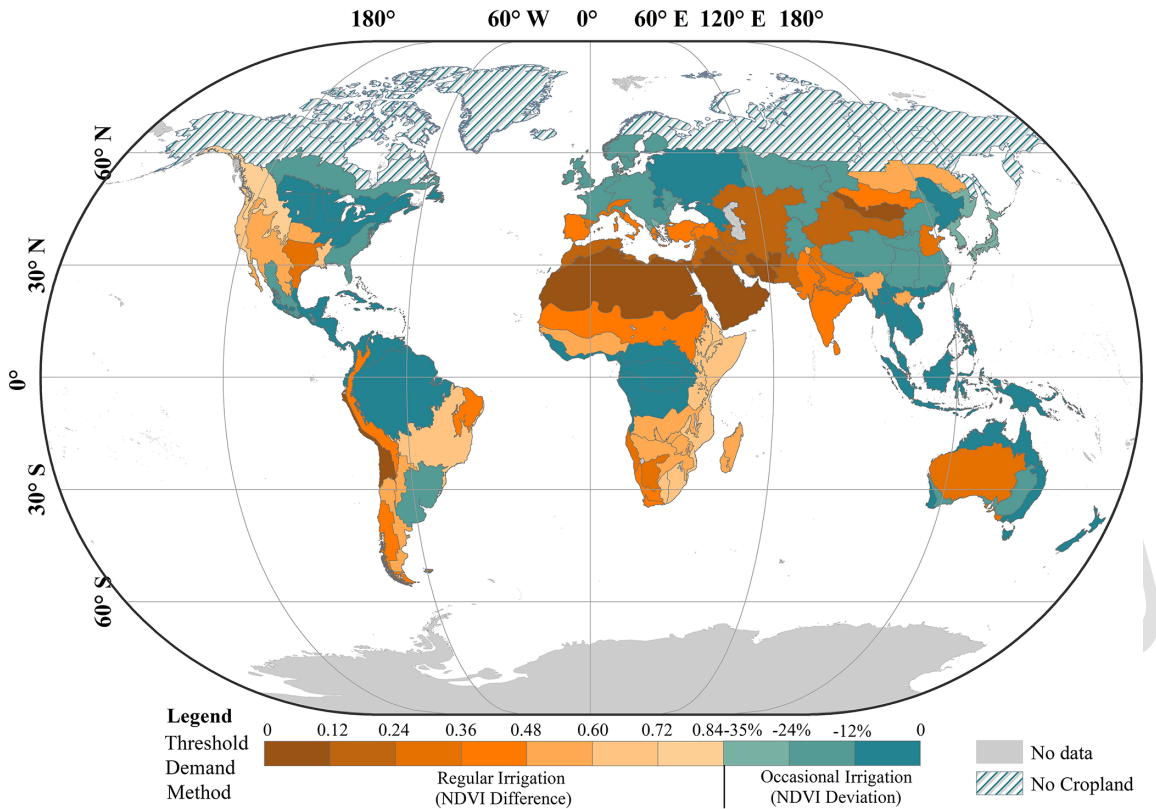 180° 60° W 0° 60° E 120° E 180°
60° N
30° N
0°
30° S
60° S
Legend
Threshold
Demand
Method
0 0.12 0.24 0.36 0.48 0.60 0.72 0.84-35% -24% -12% 0
Regular Irrigation
(NDVI Difference)
Occasional Irrigation
(NDVI Deviation)
No data
No Cropland